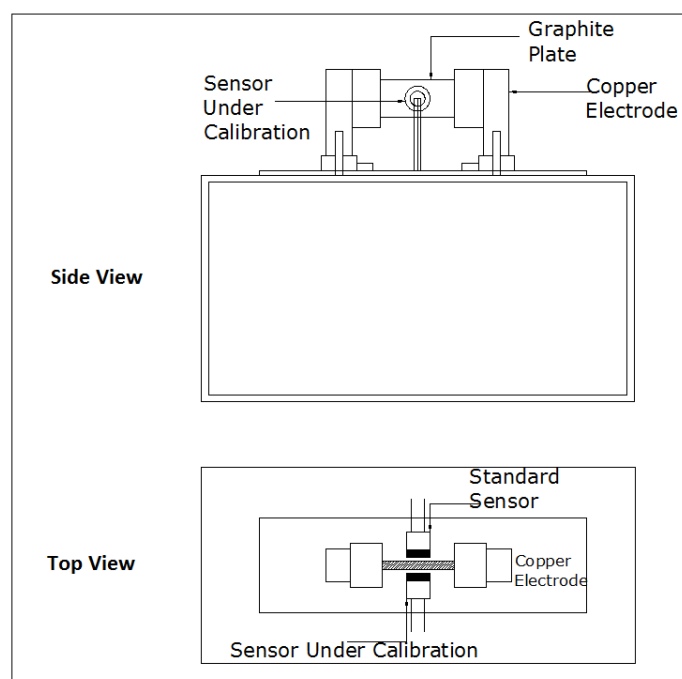 Graphite
Plate
Sensor
Under
Calibration
Copper
Electrode
Side View
Standard
Sensor
Top View
Copper
Electrode
Sensor Under Calibration